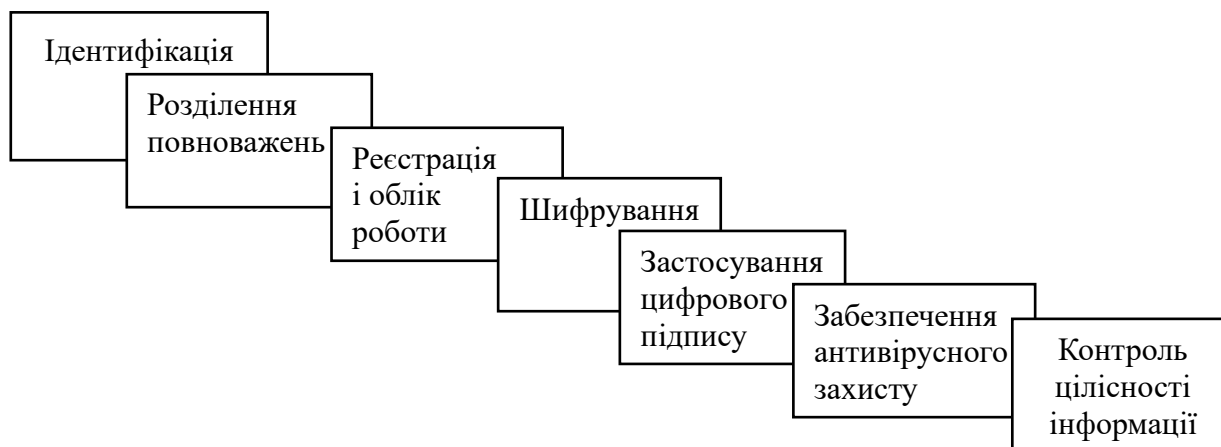 Ідентифікація
Розділення
повноважень
Реєстрація
і облік
роботи
Шифрування
Застосування
цифрового
підпису
Забезпечення
антивірусного
захисту
Контроль
цілісності
інформації